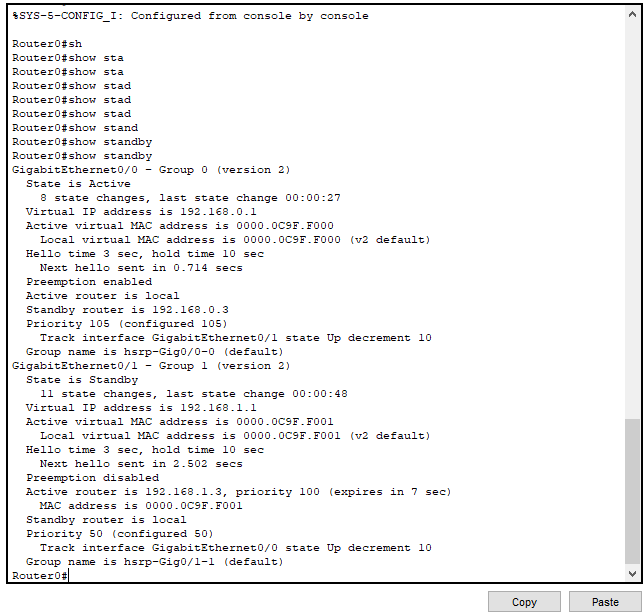 %SYS-5-CONFIG_I: Configured from console by console
Router0#sh
Router0#show sta
Router0#show sta
Router0#show stad
Router0#show stad
Router0#show stad
Router0#show stand
Router0#show standby
Router0#show standby
GigabitEthernet0/0 - Group 0 (version 2)
State is Active
8 state changes, last state change 00:00:27
Virtual IP address is 192.168.0.1
Active virtual MAC address is 0000.0C9F.F000
Local virtual MAC address is 0000.0C9F.F000 (v2 default)
Hello time 3 sec, hold time 10 sec
Next hello sent in 0.714 secs
Preemption enabled
Active router is local
Standby router is 192.168.0.3
Priority 105 (configured 105)
Track interface GigabitEthernet0/1 state Up decrement 10
Group name is hsrp-Gig0/0-0 (default)
GigabitEthernet0/1 - Group 1 (version 2)
State is Standby
11 state changes, last state change 00:00:48
Virtual IP address is 192.168.1.1
Active virtual MAC address is 0000.0C9F.F001
Local virtual MAC address is 0000.0C9F.F001 (v2 default)
Hello time 3 sec, hold time 10 sec
Next hello sent in 2.502 secs
Preemption disabled
Active router is 192.168.1.3, priority 100 (expires in 7 sec)
MAC address is 0000.0C9F.F001
Standby router is local
Priority 50 (configured 50)
Track interface GigabitEthernet0/0 state Up decrement 10
Group name is hsrp-Gig0/1-1 (default)
Router0#
Copy Paste